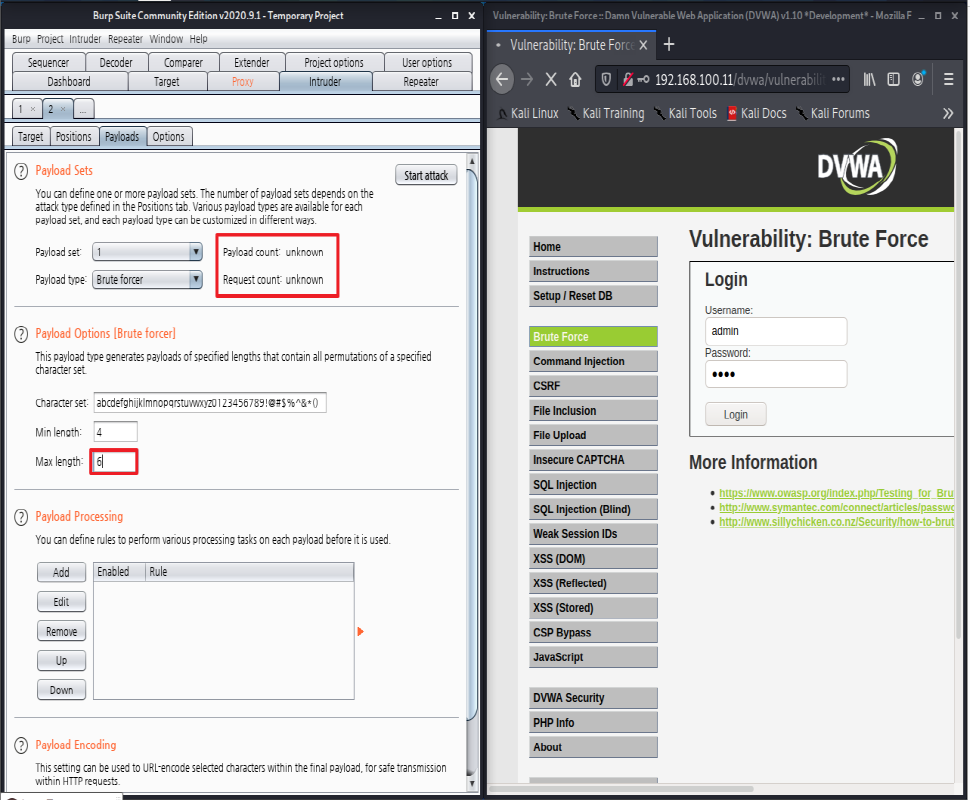 Burp Suite Community Edition v2020.9.1 - Temporary Project
Burp Project Intruder Repeater Window Help
Sequencer Decoder Comparer Extender Project options User options
Dashboard Target Proxy Intruder Repeater
1 × 2 × ...
Target Positions Payloads Options
? Payload Sets
Start attack
You can define one or more payload sets. The number of payload sets depends on the
attack type defined in the Positions tab. Various payload types are available for each
payload set, and each payload type can be customized in different ways.
Payload set: 1 Payload count: unknown
Payload type: Brute forcer Request count: unknown
? Payload Options [Brute forcer]
This payload type generates payloads of specified lengths that contain all permutations of a specified
character set.
Character set: abcdefghijklmnopqrstuvwxyz0123456789!@#$%^&*()
Min length: 4
Max length: 6
? Payload Processing
You can define rules to perform various processing tasks on each payload before it is used.
Add Enabled Rule
Edit
Remove
Up
Down
? Payload Encoding
This setting can be used to URL-encode selected characters within the final payload, for safe transmission
within HTTP requests.
Vulnerability: Brute Force :: Damn Vulnerable Web Application (DVWA) v1.10 *Development* - Mozilla F
Vulnerability: Brute Forc × +
192.168.100.11/dvwa/vulnerabili ···
Kali Linux Kali Training Kali Tools Kali Docs Kali Forums »
DVWA
Home
Instructions
Setup / Reset DB
Brute Force
Command Injection
CSRF
File Inclusion
File Upload
Insecure CAPTCHA
SQL Injection
SQL Injection (Blind)
Weak Session IDs
XSS (DOM)
XSS (Reflected)
XSS (Stored)
CSP Bypass
JavaScript
DVWA Security
PHP Info
About
Vulnerability: Brute Force
Login
Username:
admin
Password:
••••
Login
More Information
• https://www.owasp.org/index.php/Testing_for_Bru
• http://www.symantec.com/connect/articles/passwo
• http://www.sillychicken.co.nz/Security/how-to-brut